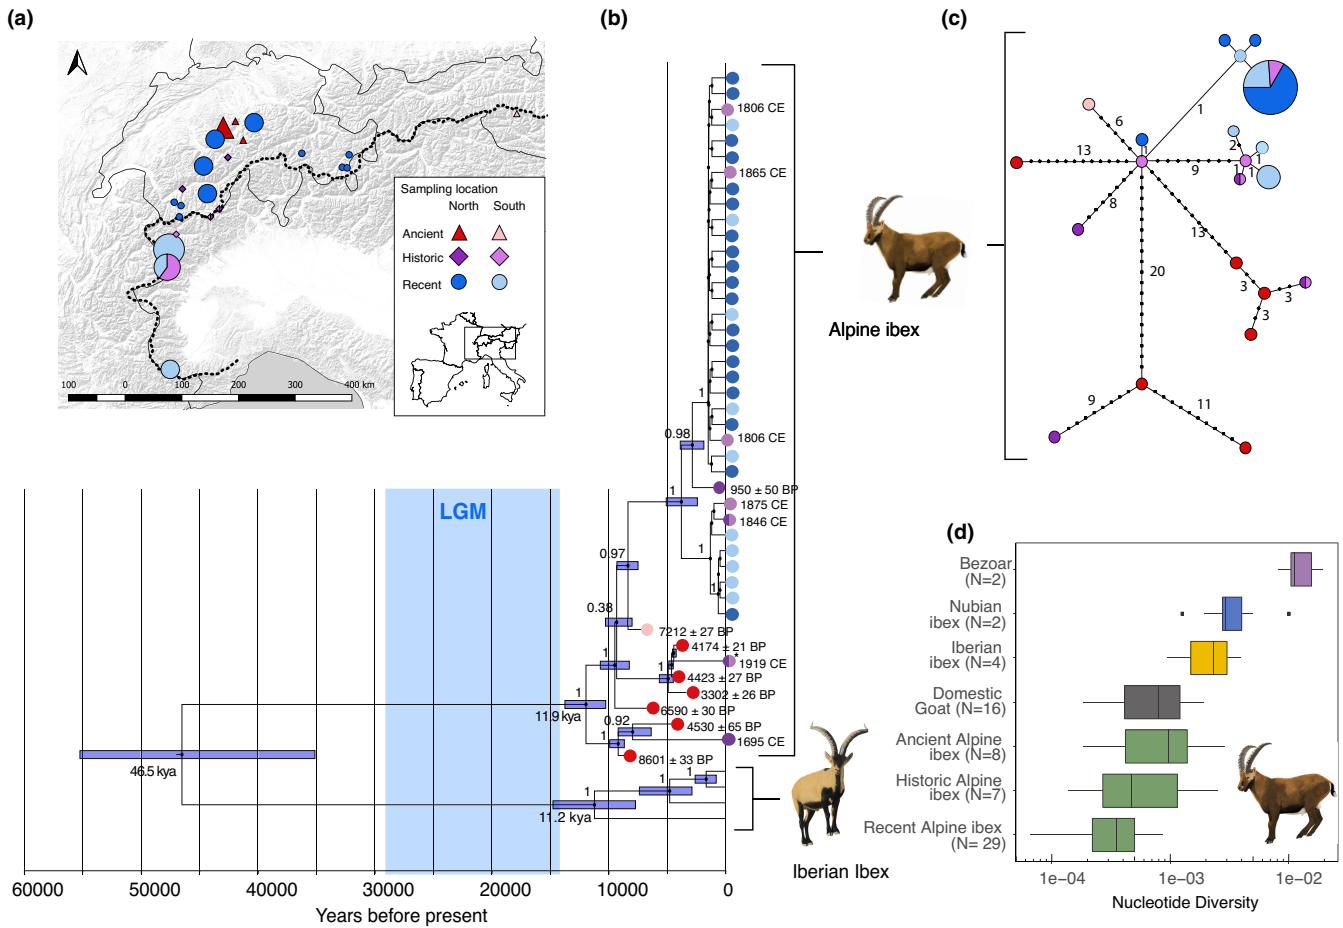 (a)
Sampling location
North South
Ancient
Historic
Recent
100 0 100 200 300 400 km
(b)
1806 CE
1865 CE
1
0.98
1806 CE
950 ± 50 BP
1
1875 CE
1846 CE
1
1
0.97
0.38
7212 ± 27 BP
4174 ± 21 BP
*
1
1
1919 CE
4423 ± 27 BP
3302 ± 26 BP
1
6590 ± 30 BP
11.9 kya
0.92
4530 ± 65 BP
1
1695 CE
8601 ± 33 BP
46.5 kya
1
1
11.2 kya
LGM
60000 50000 40000 30000 20000 10000 0
Years before present
Alpine ibex
Iberian Ibex
(c)
1
6
1
13
9
2
1
1
1
8
13
20
3
3
3
9
11
(d)
Bezoar
(N=2)
Nubian
ibex (N=2)
Iberian
ibex (N=4)
Domestic
Goat (N=16)
Ancient Alpine
ibex (N=8)
Historic Alpine
ibex (N=7)
Recent Alpine ibex
(N= 29)
1e−04 1e−03 1e−02
Nucleotide Diversity